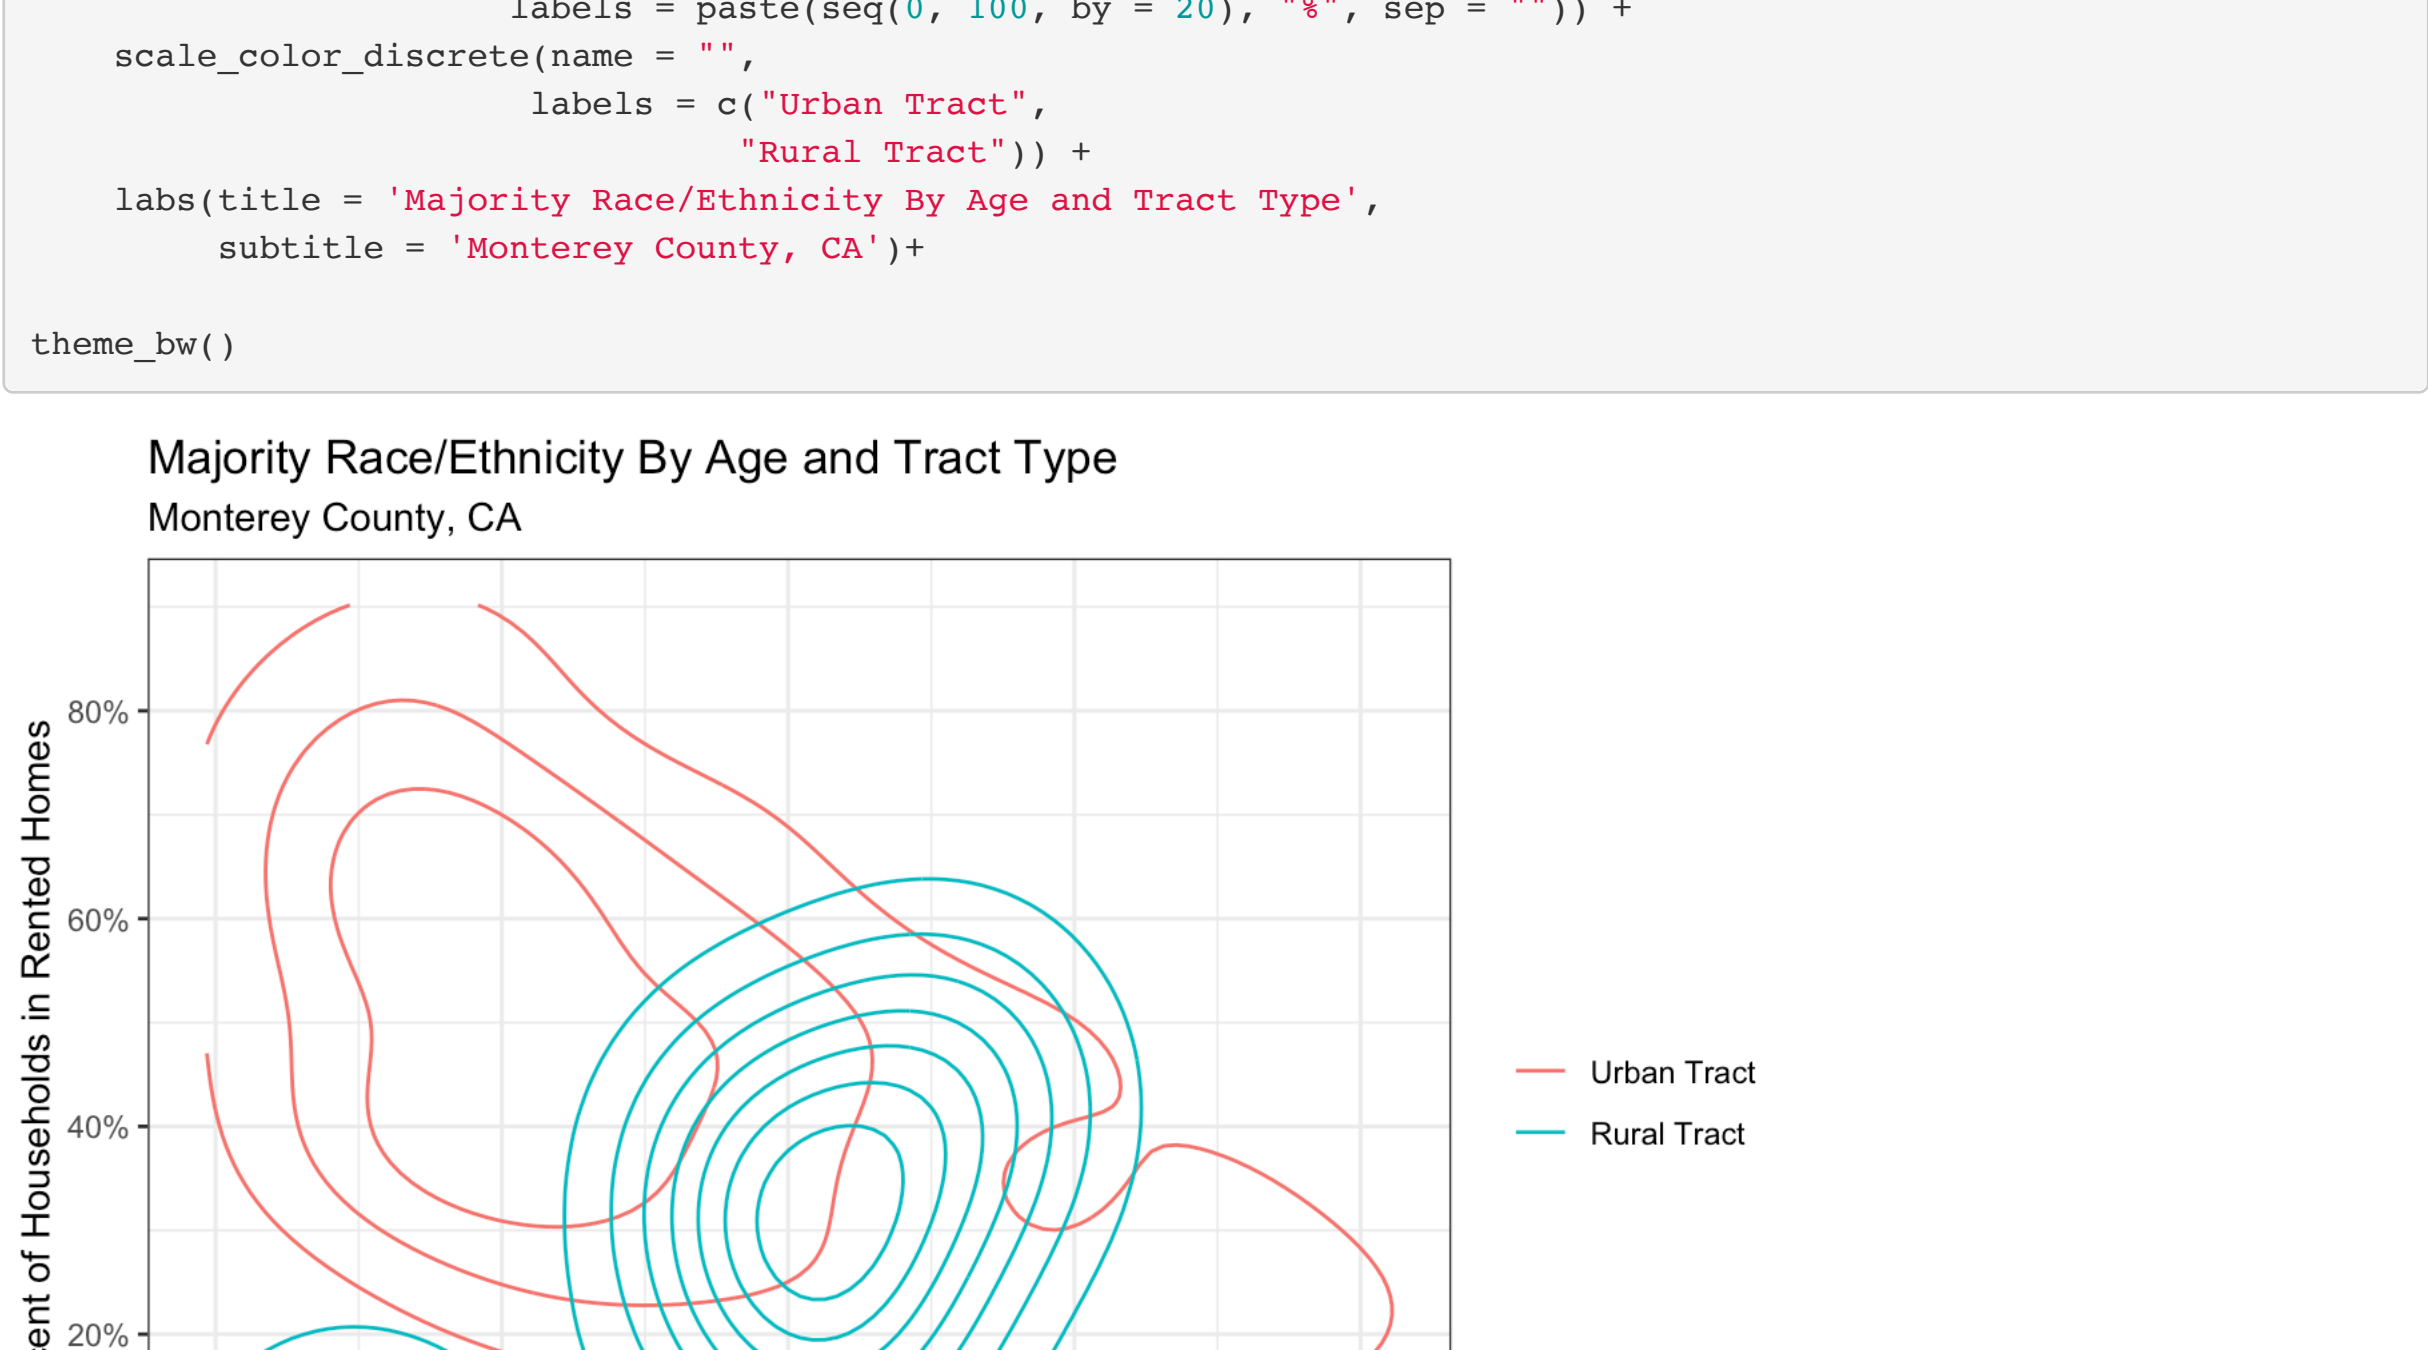 labels = paste(seq(0, 100, by = 20), "%", sep = "")) +
scale_color_discrete(name = "",
labels = c("Urban Tract",
"Rural Tract")) +
labs(title = 'Majority Race/Ethnicity By Age and Tract Type',
subtitle = 'Monterey County, CA')+
theme_bw()
Majority Race/Ethnicity By Age and Tract Type
Monterey County, CA
80%
60%
40%
20%
of Households in Rented Homes
Urban Tract
Rural Tract